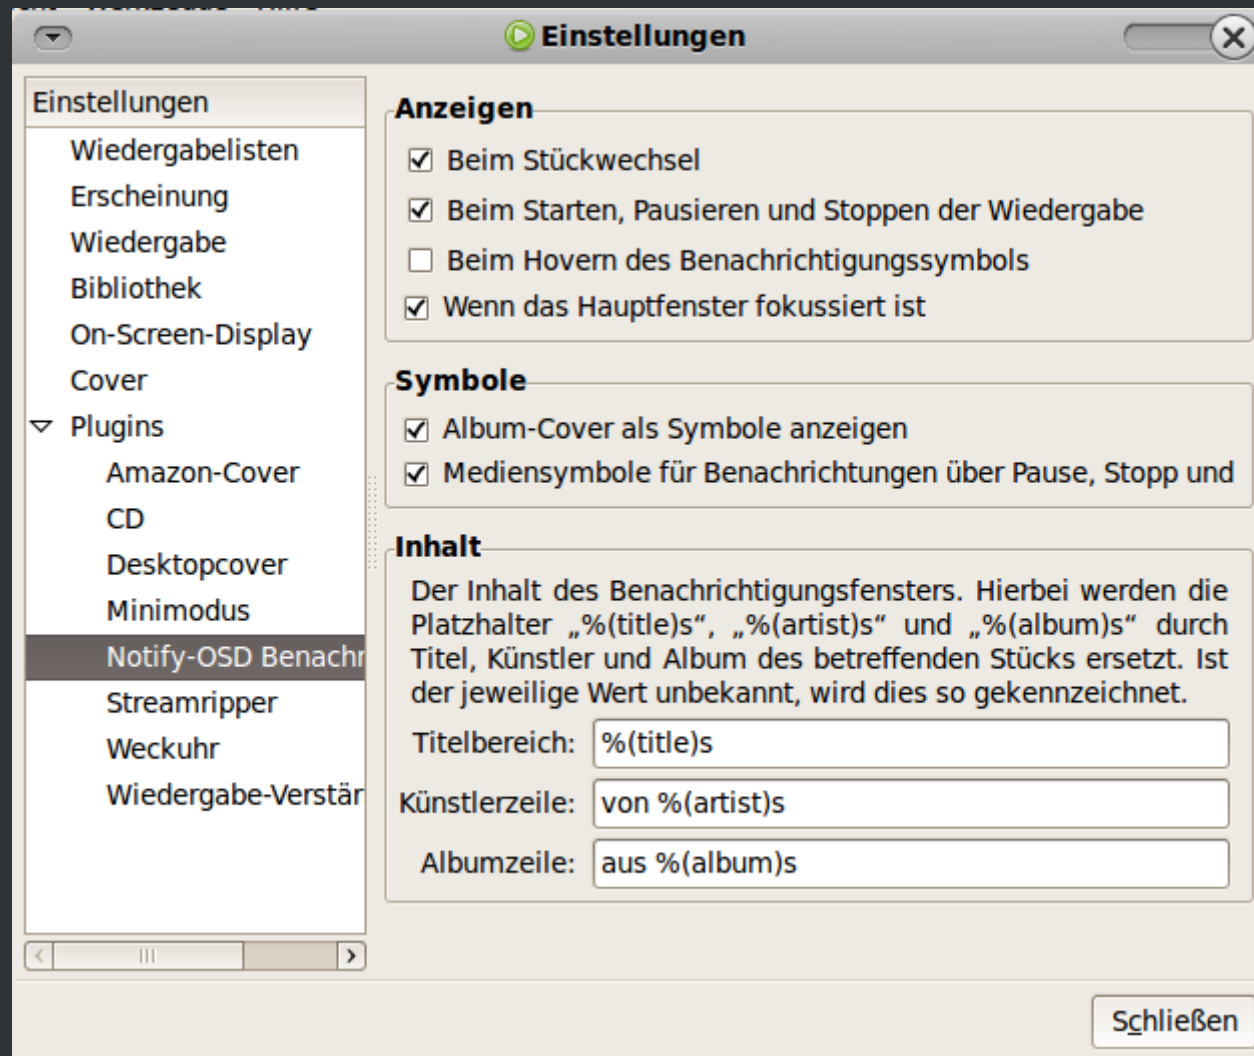 Einstellungen
Einstellungen
Wiedergabelisten
Erscheinung
Wiedergabe
Bibliothek
On-Screen-Display
Cover
Plugins
Amazon-Cover
CD
Desktopcover
Minimodus
Notify-OSD Benachr
Streamripper
Weckuhr
Wiedergabe-Verstär
Anzeigen
Beim Stückwechsel
Beim Starten, Pausieren und Stoppen der Wiedergabe
Beim Hovern des Benachrichtigungssymbols
Wenn das Hauptfenster fokussiert ist
Symbole
Album-Cover als Symbole anzeigen
Mediensymbole für Benachrichtungen über Pause, Stopp und
Inhalt
Der Inhalt des Benachrichtigungsfensters. Hierbei werden die
Platzhalter „%(title)s“, „%(artist)s“ und „%(album)s“ durch
Titel, Künstler und Album des betreffenden Stücks ersetzt. Ist
der jeweilige Wert unbekannt, wird dies so gekennzeichnet.
Titelbereich: %(title)s
Künstlerzeile: von %(artist)s
Albumzeile: aus %(album)s
Schließen